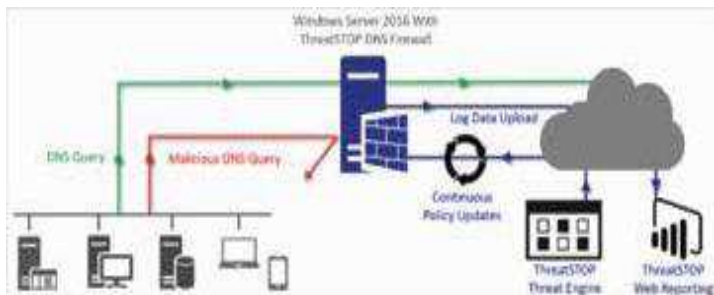 Windows Server 2016 With
ThreatSTOP DNS Firewall
Log Data Upload
DNS Query
Malicious DNS Query
Continuous
Policy Updates
ThreatSTOP
Threat Engine
ThreatSTOP
Web Reporting